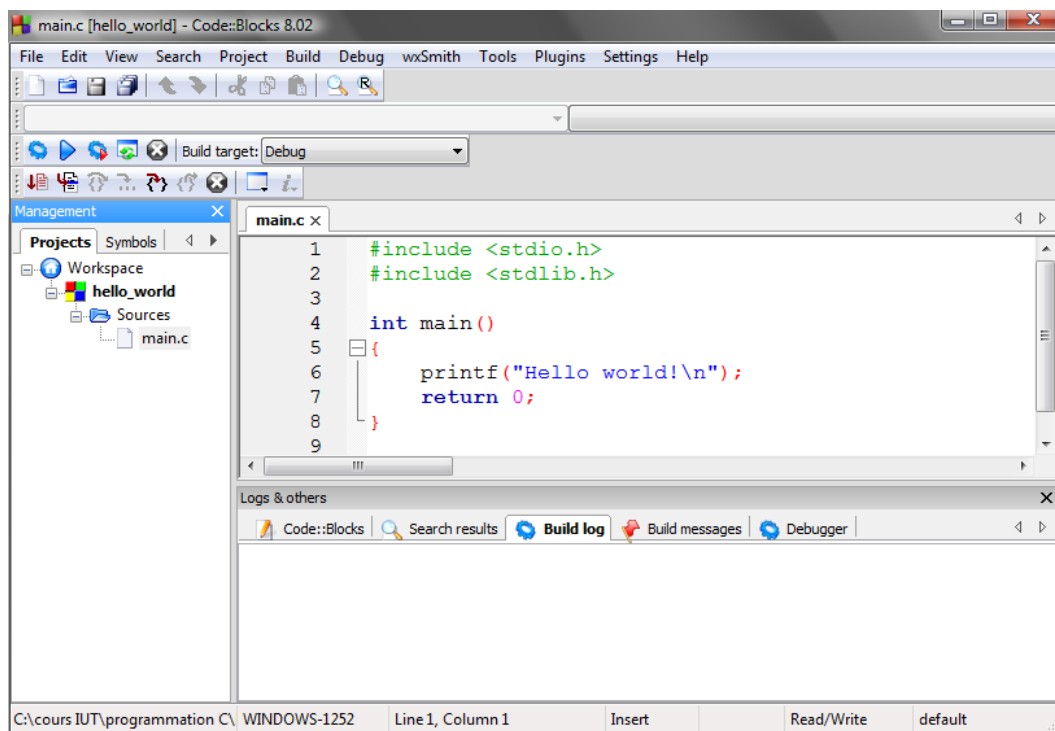 main.c [hello_world] - Code::Blocks 8.02
File Edit View Search Project Build Debug wxSmith Tools Plugins Settings Help
Build target: Debug
Management
Projects Symbols
Workspace
hello_world
Sources
main.c
main.c
1 #include <stdio.h>
2 #include <stdlib.h>
3
4 int main()
5 {
6 printf("Hello world!\n");
7 return 0;
8 }
9
Logs & others
Code::Blocks Search results Build log Build messages Debugger
C:\cours IUT\programmation C\ WINDOWS-1252 Line 1, Column 1 Insert Read/Write default